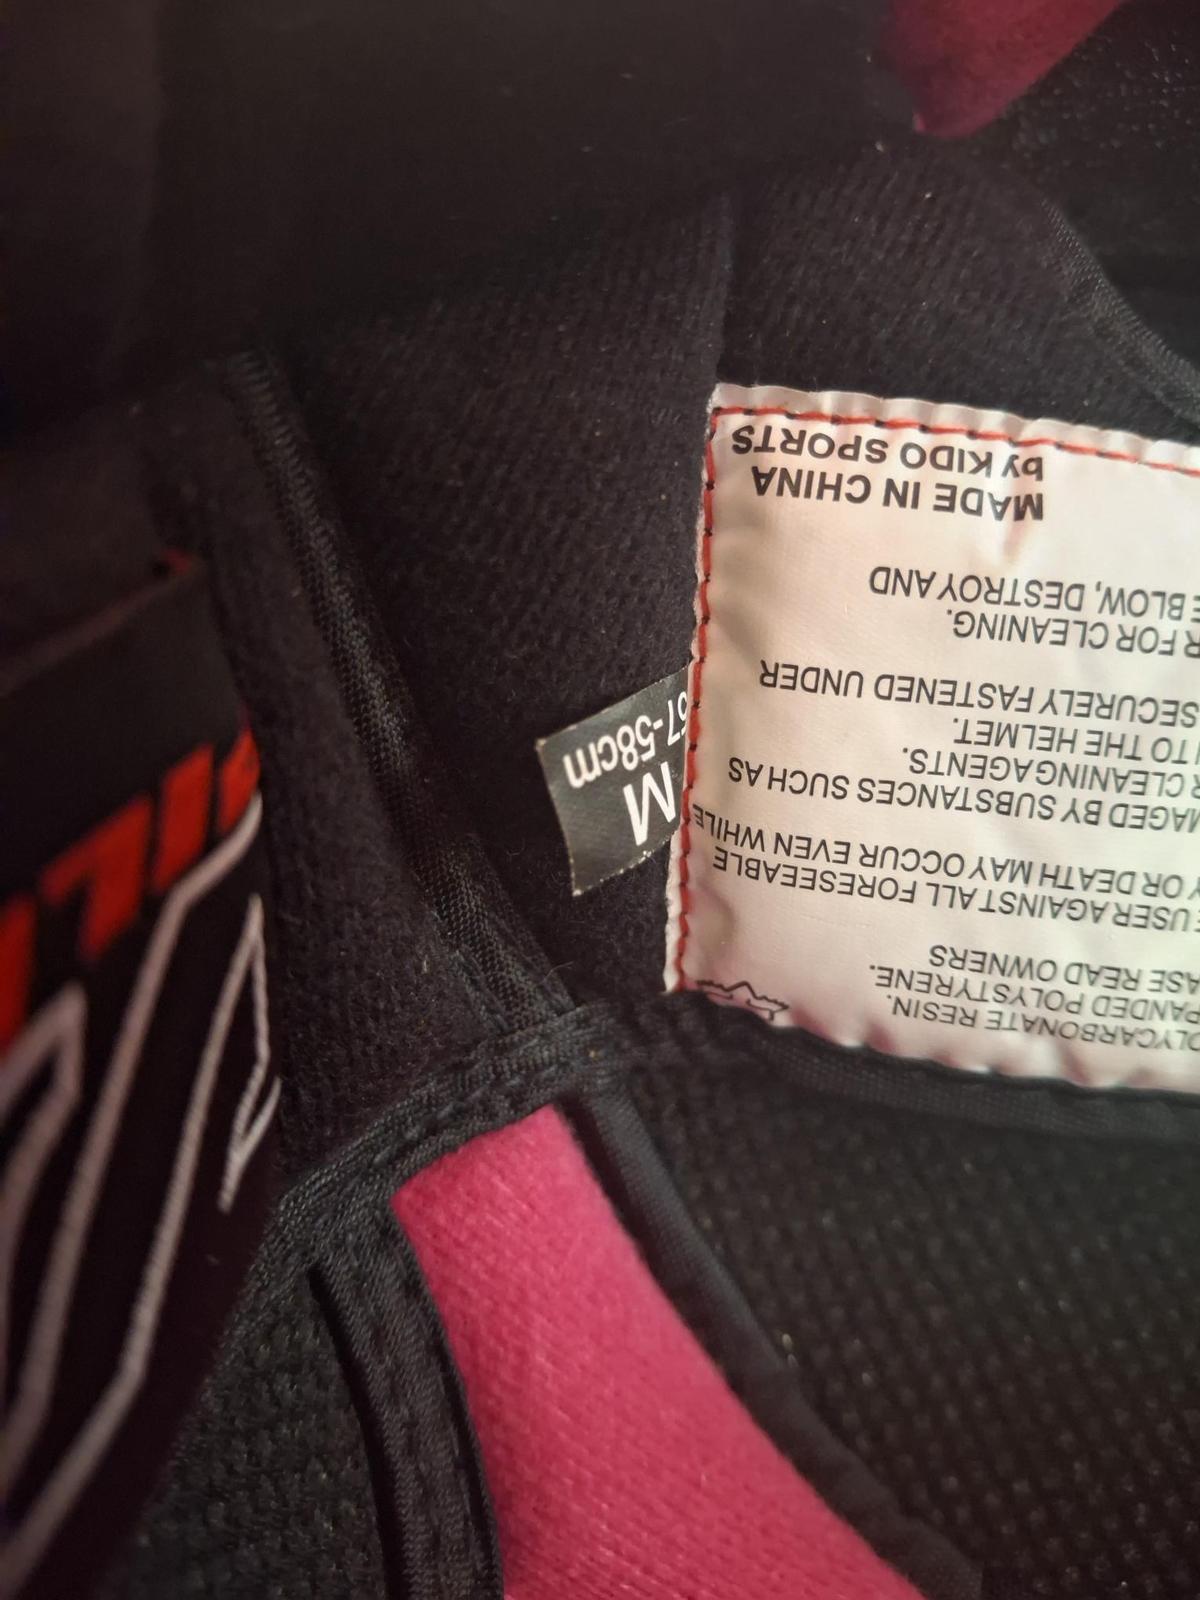 OLYCARBONATE RESIN.
PANDED POLYSTYRENE.
ASE READ OWNERS
USER AGAINST ALL FORESEEABLE
Y OR DEATH MAY OCCUR EVEN WHILE
MAGED BY SUBSTANCES SUCH AS
R CLEANING AGENTS.
TO THE HELMET.
SECURELY FASTENED UNDER
R FOR CLEANING.
E BLOW, DESTROY AND
MADE IN CHINA
by KIDO SPORTS
M
57-58cm